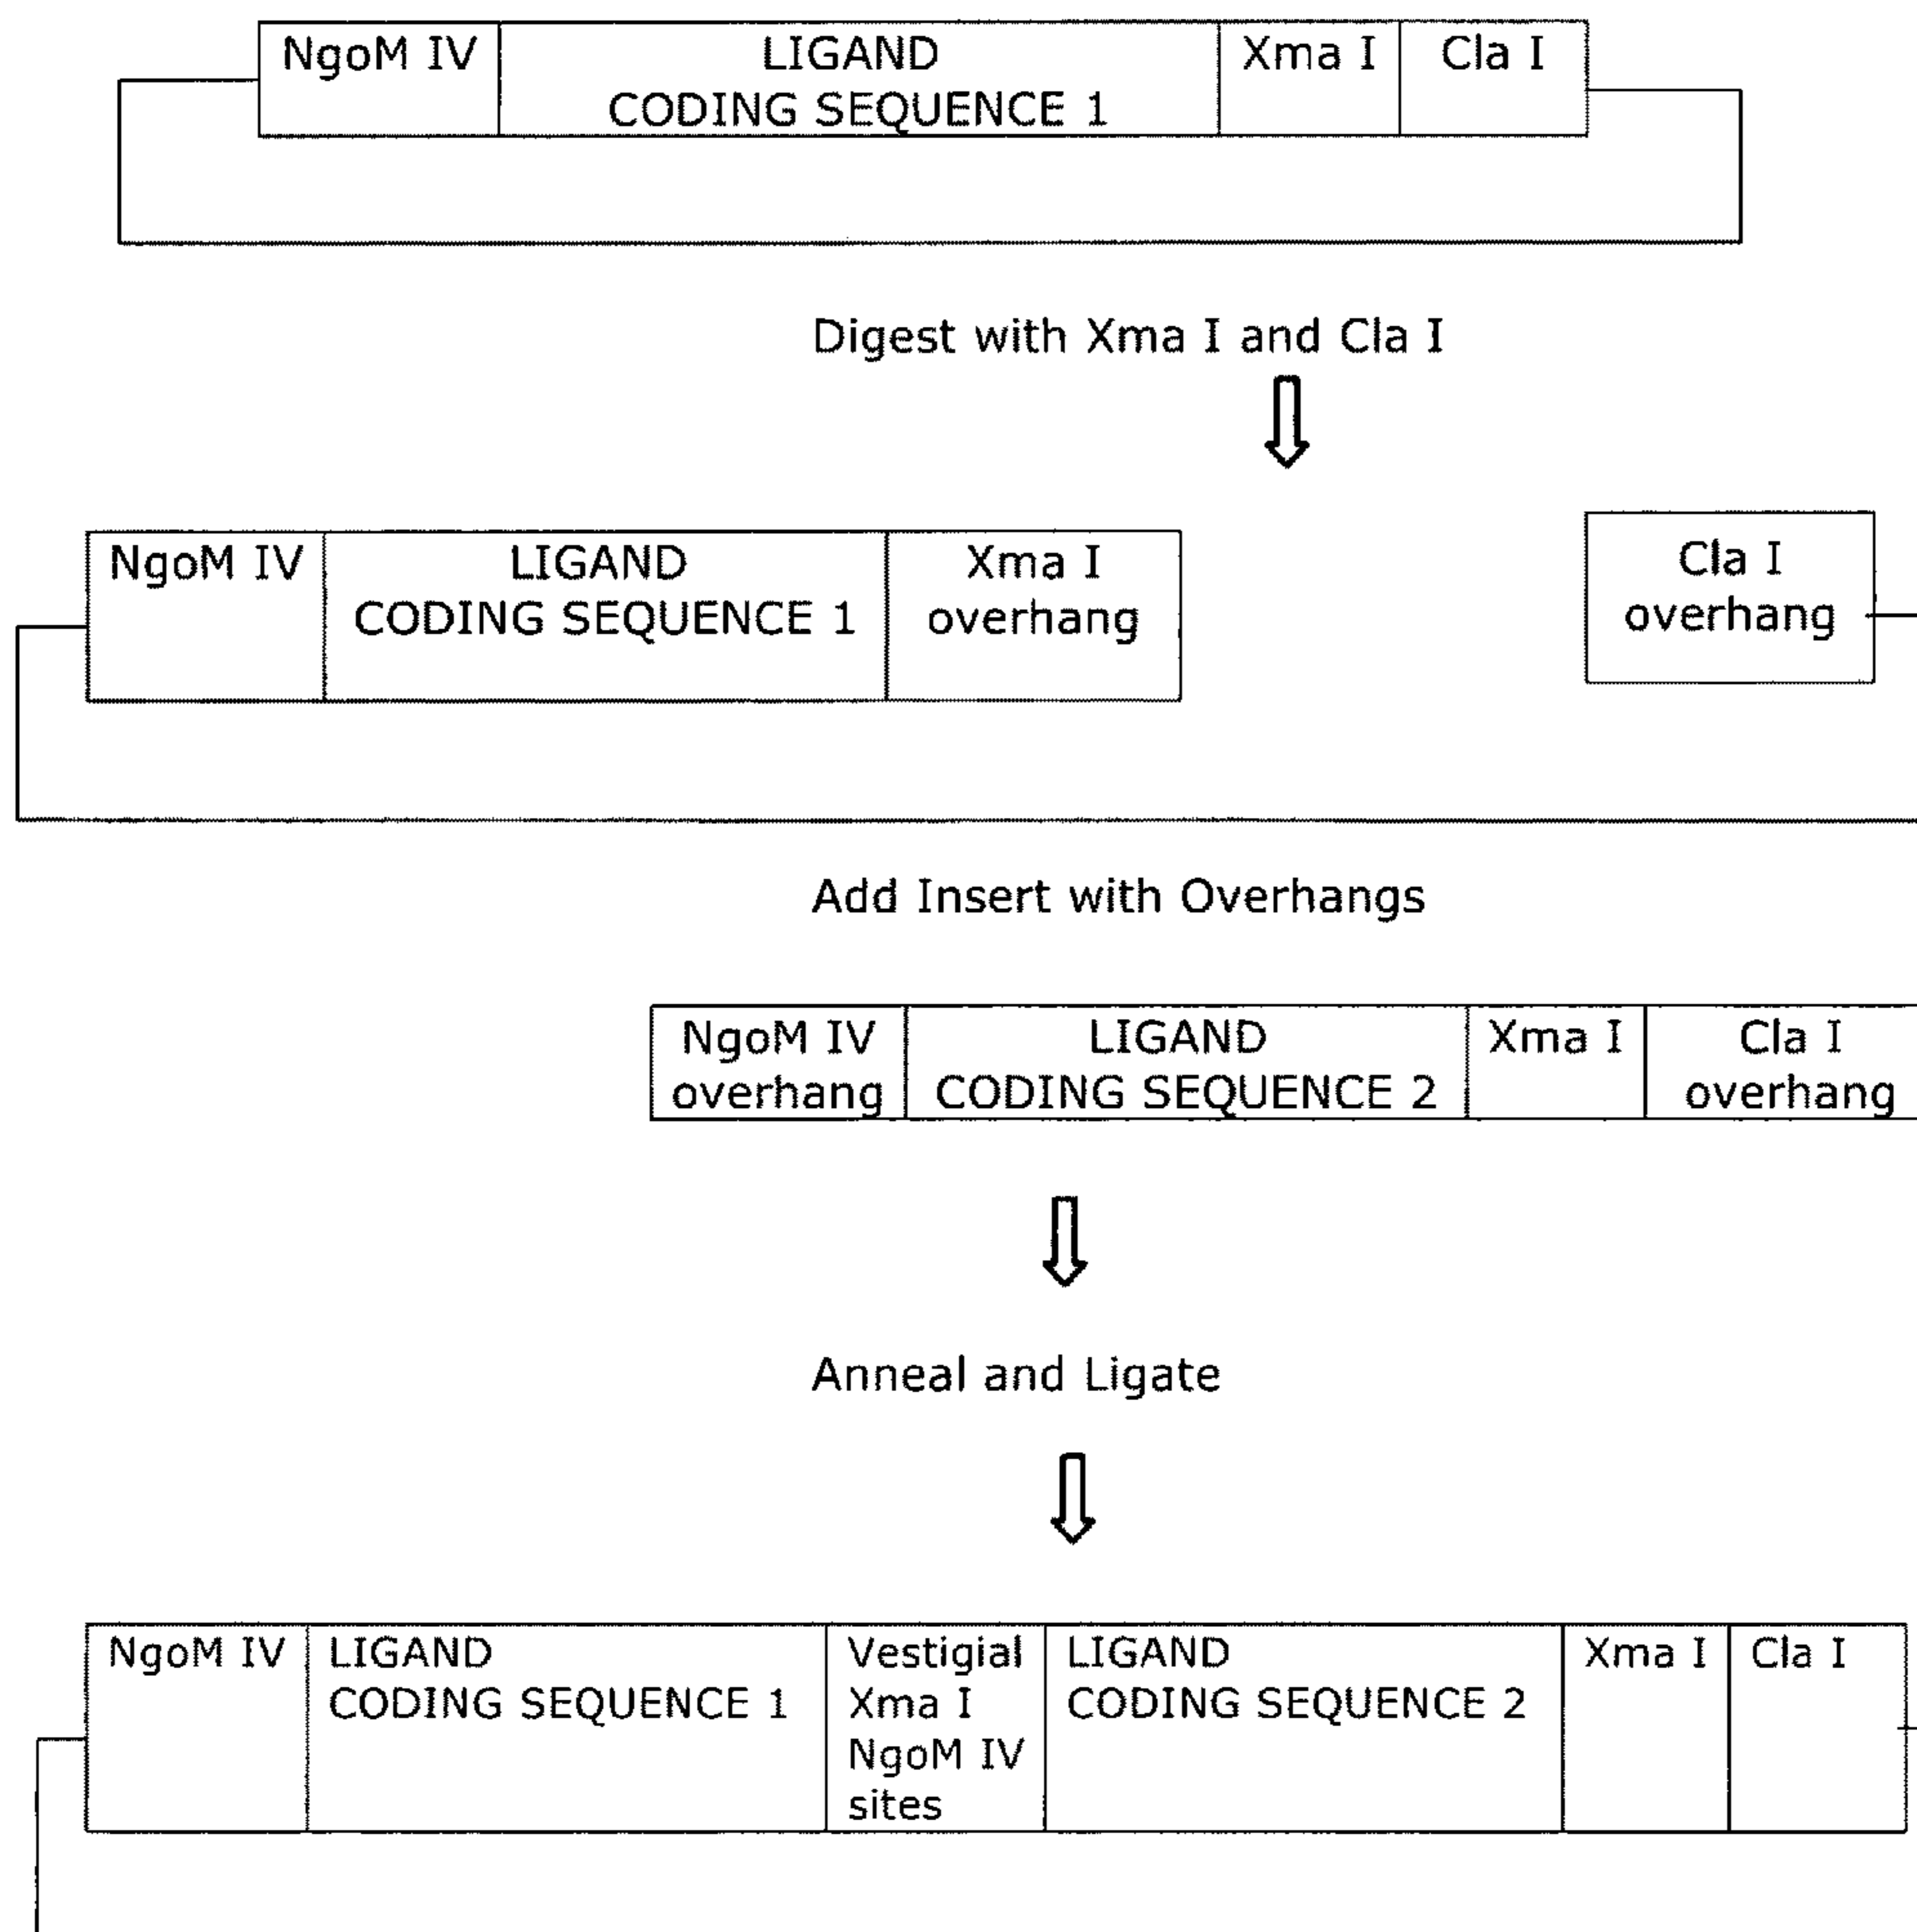 NgoM IV
LIGAND
CODING SEQUENCE 1
Xma I
Cla I
Digest with Xma I and Cla I
NgoM IV
LIGAND
CODING SEQUENCE 1
Xma I
overhang
Cla I
overhang
Add Insert with Overhangs
NgoM IV
overhang
LIGAND
CODING SEQUENCE 2
Xma I
Cla I
overhang
Anneal and Ligate
NgoM IV
LIGAND
CODING SEQUENCE 1
Vestigial
Xma I
NgoM IV
sites
LIGAND
CODING SEQUENCE 2
Xma I
Cla I